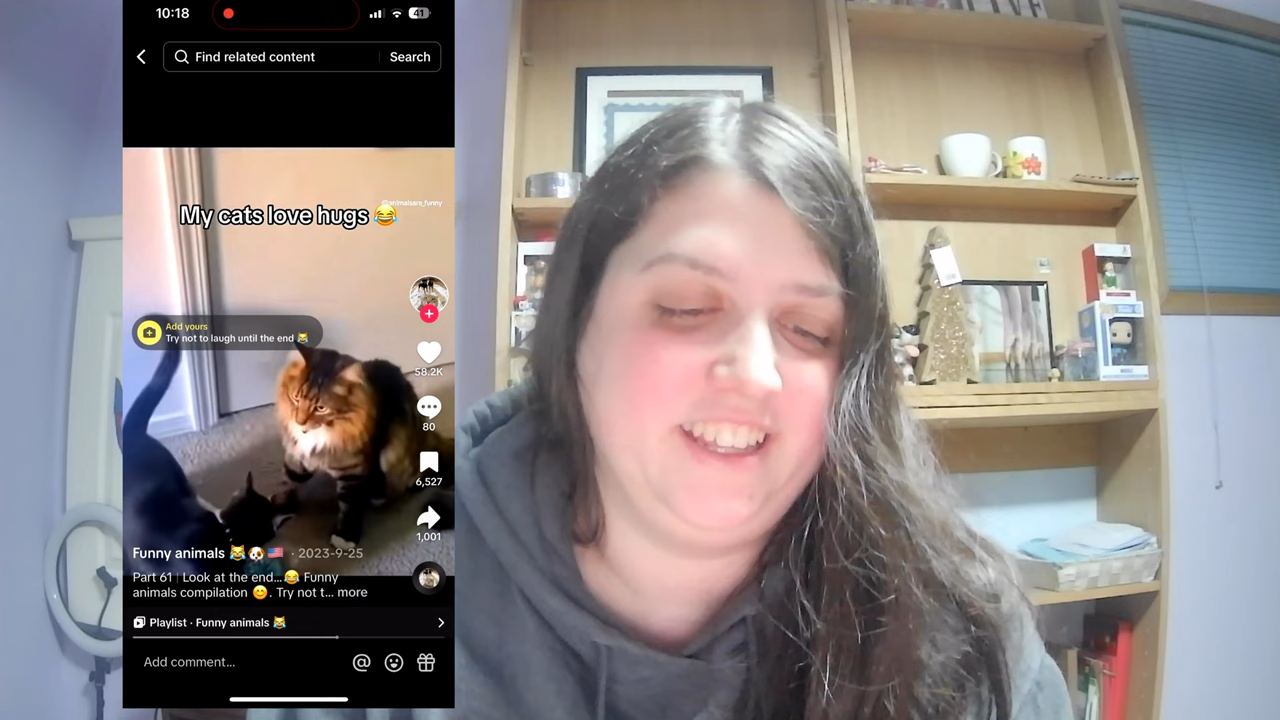 10:18
41
Find related content
Search
@animalsare_funny
My cats love hugs 😂
Add yours
Try not to laugh until the end 😹
58.2K
80
6,527
1,001
Funny animals 😹🐶🇺🇸 · 2023-9-25
Part 61 | Look at the end...😂 Funny
animals compilation 😊. Try not t... more
Playlist · Funny animals 😹
Add comment...